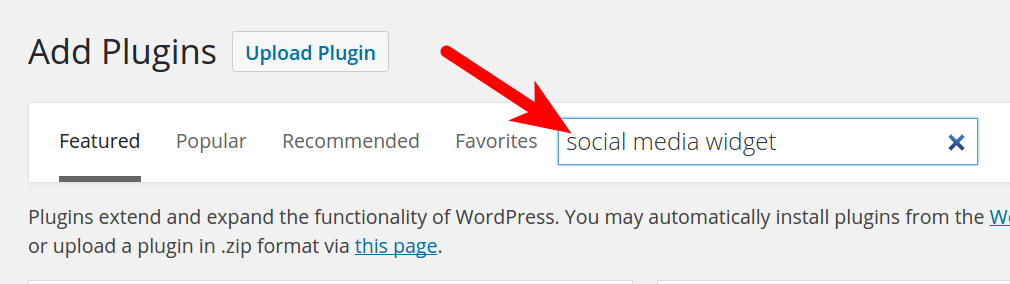 Add Plugins Upload Plugin
Featured Popular Recommended Favorites social media widget
Plugins extend and expand the functionality of WordPress. You may automatically install plugins from the
or upload a plugin in .zip format via this page.